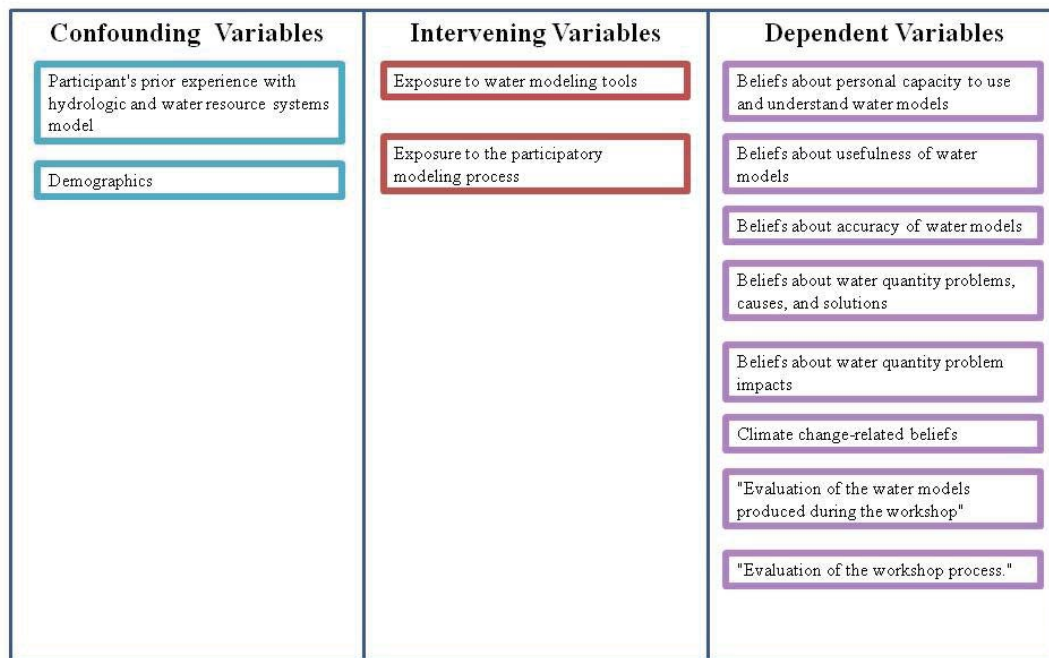 Confounding Variables
Participant's prior experience with
hydrologic and water resource systems
model
Demographics
Intervening Variables
Exposure to water modeling tools
Exposure to the participatory
modeling process
Dependent Variables
Beliefs about personal capacity to use
and understand water models
Beliefs about usefulness of water
models
Beliefs about accuracy of water models
Beliefs about water quantity problems,
causes, and solutions
Beliefs about water quantity problem
impacts
Climate change-related beliefs
"Evaluation of the water models
produced during the workshop"
"Evaluation of the workshop process."